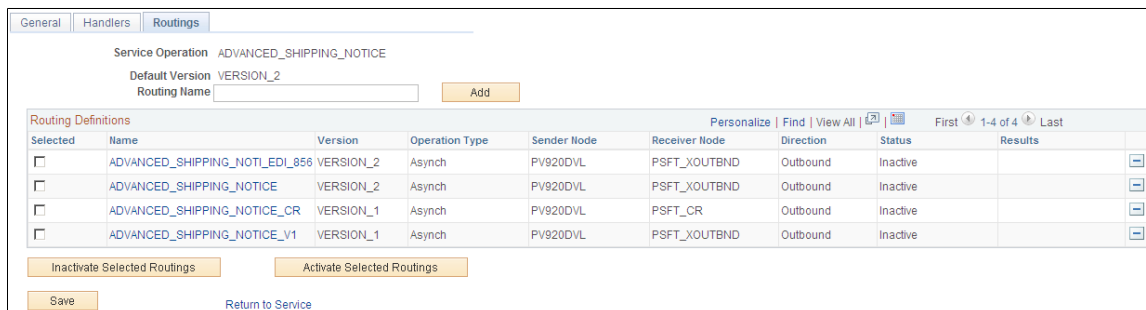 General Handlers Routings
Service Operation ADVANCED_SHIPPING_NOTICE
Default Version VERSION_2
Routing Name Add
Routing Definitions Personalize | Find | View All | | First 1-4 of 4 Last
Selected Name Version Operation Type Sender Node Receiver Node Direction Status Results
ADVANCED_SHIPPING_NOTI_EDI_856 VERSION_2 Asynch PV920DVL PSFT_XOUTBND Outbound Inactive
ADVANCED_SHIPPING_NOTICE VERSION_2 Asynch PV920DVL PSFT_XOUTBND Outbound Inactive
ADVANCED_SHIPPING_NOTICE_CR VERSION_1 Asynch PV920DVL PSFT_CR Outbound Inactive
ADVANCED_SHIPPING_NOTICE_V1 VERSION_1 Asynch PV920DVL PSFT_XOUTBND Outbound Inactive
Inactivate Selected Routings Activate Selected Routings
Save Return to Service